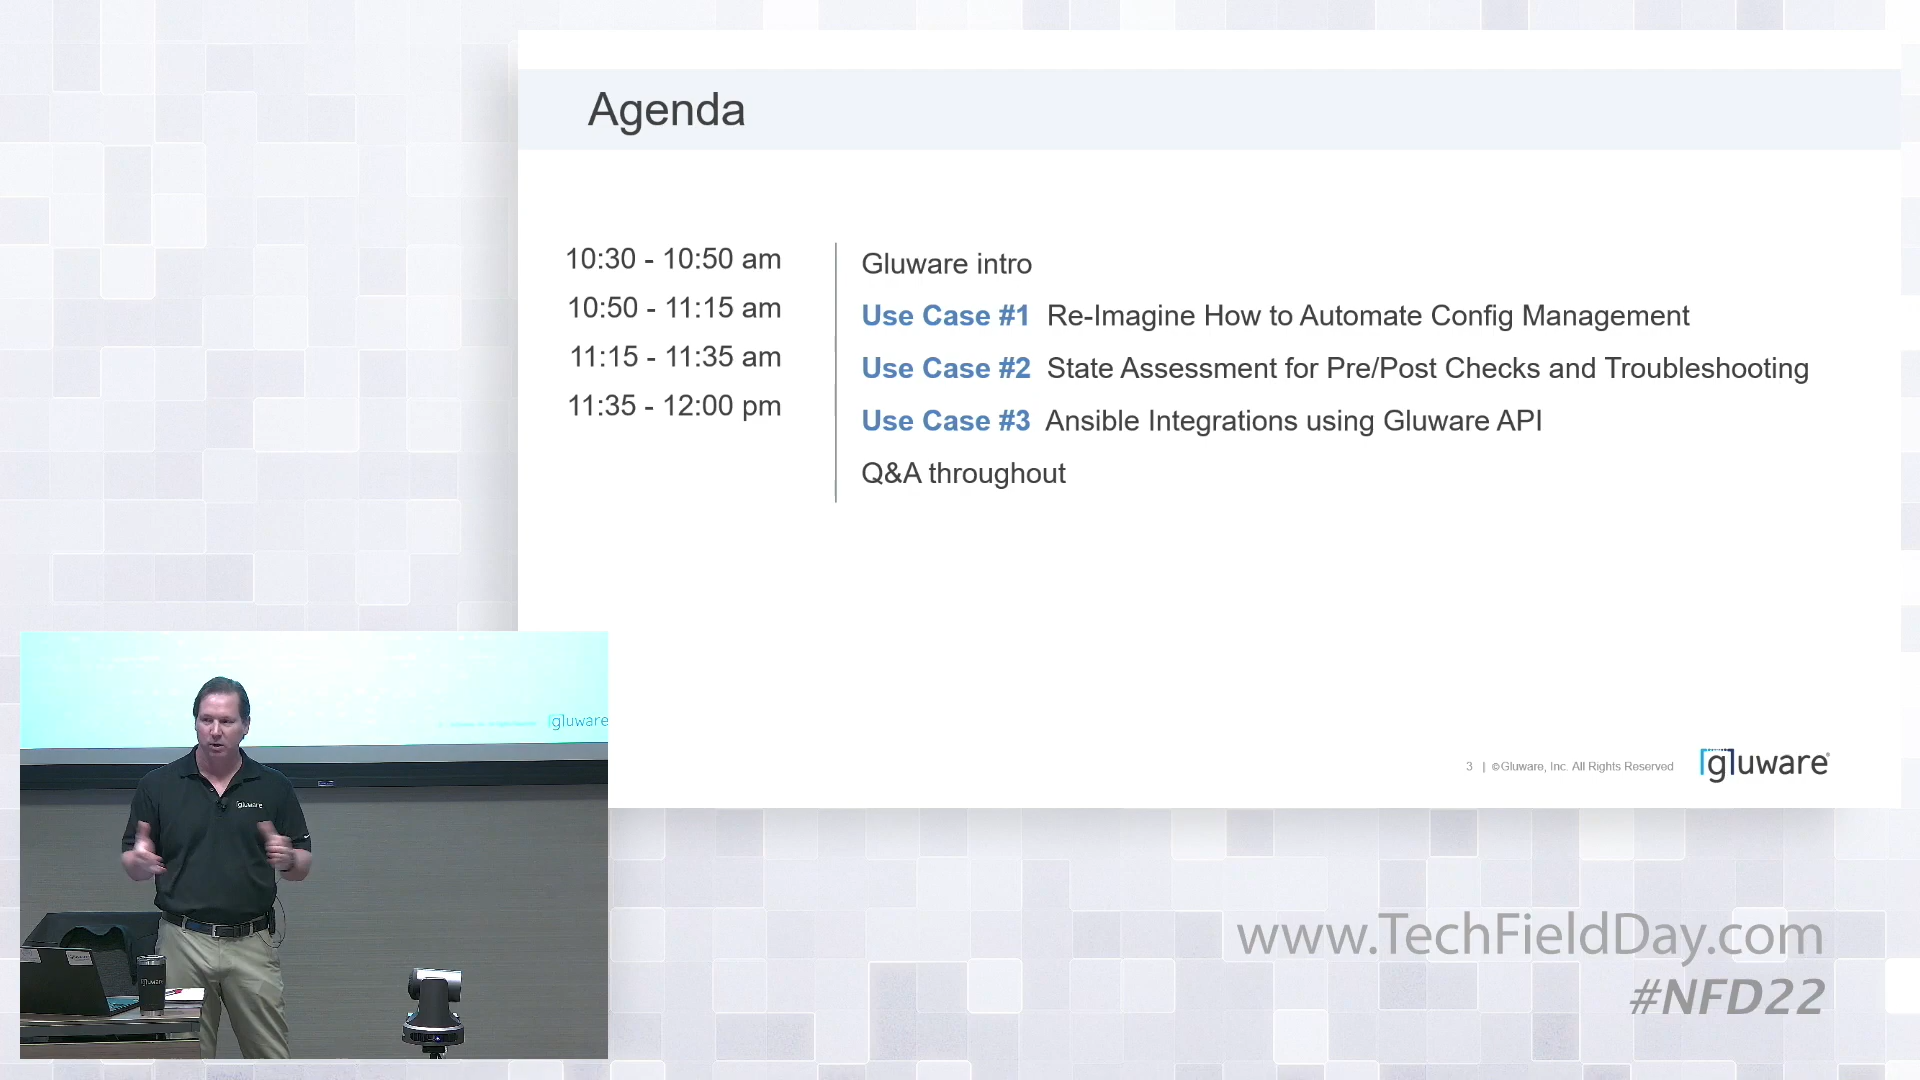 Agenda
10:30 - 10:50 am
Gluware intro
10:50 - 11:15 am
Use Case #1 Re-Imagine How to Automate Config Management
11:15 - 11:35 am
Use Case #2 State Assessment for Pre/Post Checks and Troubleshooting
11:35 - 12:00 pm
Use Case #3 Ansible Integrations using Gluware API
Q&A throughout
3 | ©Gluware, Inc. All Rights Reserved
gluware
gluware
gluware
gluware
www.TechFieldDay.com
#NFD22